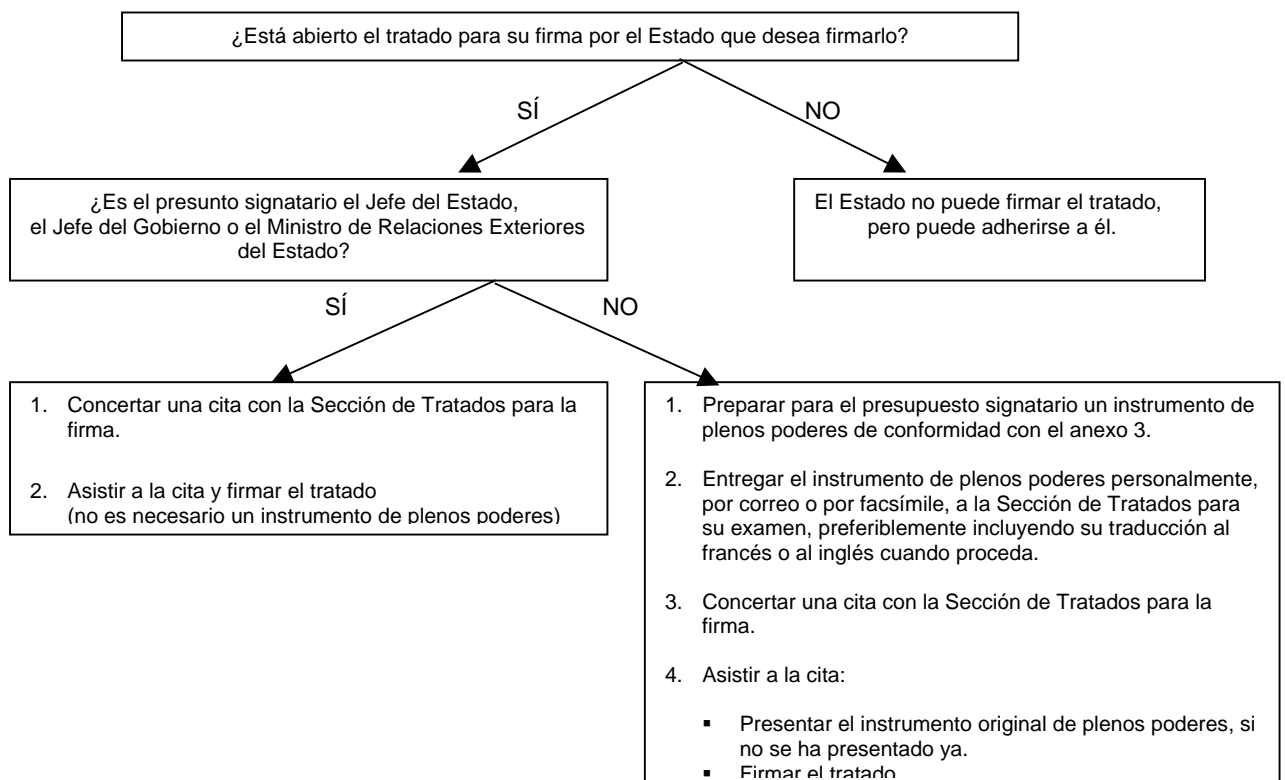 ¿Está abierto el tratado para su firma por el Estado que desea firmarlo?
SÍ
NO
¿Es el presunto signatario el Jefe del Estado,
el Jefe del Gobierno o el Ministro de Relaciones Exteriores
del Estado?
El Estado no puede firmar el tratado,
pero puede adherirse a él.
SÍ
NO
1. Concertar una cita con la Sección de Tratados para la
firma.
2. Asistir a la cita y firmar el tratado
(no es necesario un instrumento de plenos poderes)
1. Preparar para el presupuesto signatario un instrumento de
plenos poderes de conformidad con el anexo 3.
2. Entregar el instrumento de plenos poderes personalmente,
por correo o por facsímile, a la Sección de Tratados para
su examen, preferiblemente incluyendo su traducción al
francés o al inglés cuando proceda.
3. Concertar una cita con la Sección de Tratados para la
firma.
4. Asistir a la cita:
▪ Presentar el instrumento original de plenos poderes, si
no se ha presentado ya.
▪ Firmar el tratado